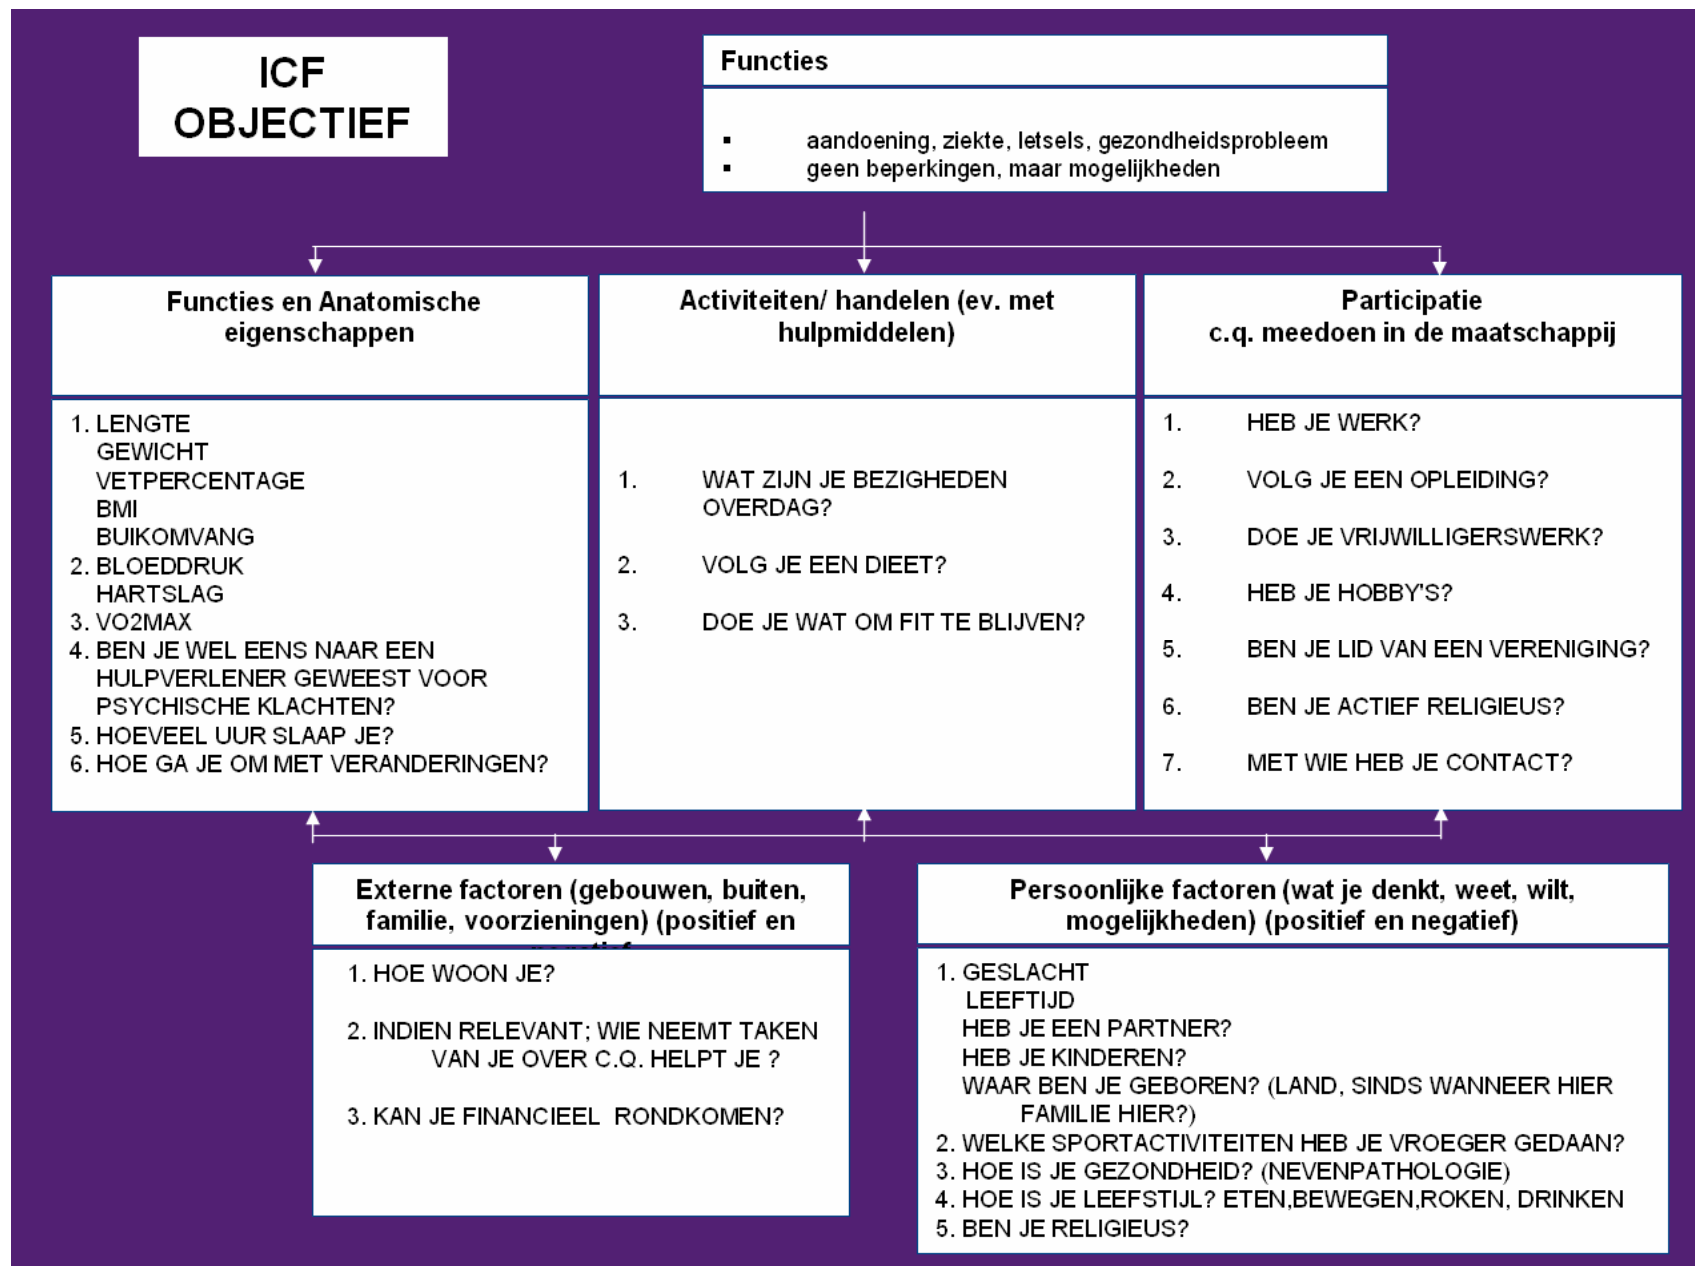 ICF
OBJECTIEF
Functies
▪ aandoening, ziekte, letsels, gezondheidsprobleem
▪ geen beperkingen, maar mogelijkheden
Functies en Anatomische
eigenschappen
1. LENGTE
GEWICHT
VETPERCENTAGE
BMI
BUIKOMVANG
2. BLOEDDRUK
HARTSLAG
3. VO2MAX
4. BEN JE WEL EENS NAAR EEN
HULPVERLENER GEWEEST VOOR
PSYCHISCHE KLACHTEN?
5. HOEVEEL UUR SLAAP JE?
6. HOE GA JE OM MET VERANDERINGEN?
Activiteiten/ handelen (ev. met
hulpmiddelen)
1. WAT ZIJN JE BEZIGHEDEN
OVERDAG?
2. VOLG JE EEN DIEET?
3. DOE JE WAT OM FIT TE BLIJVEN?
Participatie
c.q. meedoen in de maatschappij
1. HEB JE WERK?
2. VOLG JE EEN OPLEIDING?
3. DOE JE VRIJWILLIGERSWERK?
4. HEB JE HOBBY'S?
5. BEN JE LID VAN EEN VERENIGING?
6. BEN JE ACTIEF RELIGIEUS?
7. MET WIE HEB JE CONTACT?
Externe factoren (gebouwen, buiten,
familie, voorzieningen) (positief en
1. HOE WOON JE?
2. INDIEN RELEVANT; WIE NEEMT TAKEN
VAN JE OVER C.Q. HELPT JE ?
3. KAN JE FINANCIEEL RONDKOMEN?
Persoonlijke factoren (wat je denkt, weet, wilt,
mogelijkheden) (positief en negatief)
1. GESLACHT
LEEFTIJD
HEB JE EEN PARTNER?
HEB JE KINDEREN?
WAAR BEN JE GEBOREN? (LAND, SINDS WANNEER HIER
FAMILIE HIER?)
2. WELKE SPORTACTIVITEITEN HEB JE VROEGER GEDAAN?
3. HOE IS JE GEZONDHEID? (NEVENPATHOLOGIE)
4. HOE IS JE LEEFSTIJL? ETEN,BEWEGEN,ROKEN, DRINKEN
5. BEN JE RELIGIEUS?